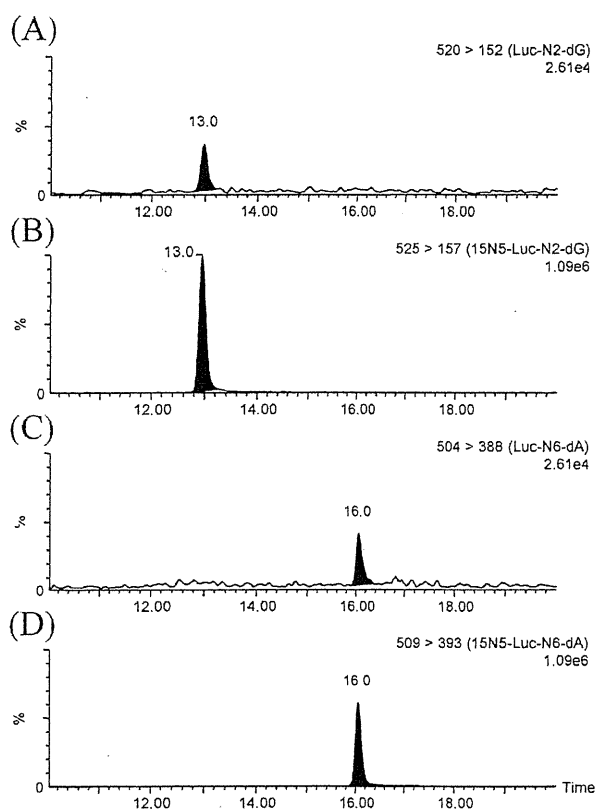 (A)
520 > 152 (Luc-N2-dG)
2.61e4
13.0
%
0
12.00 14.00 16.00 18.00
(B)
525 > 157 (15N5-Luc-N2-dG)
1.09e6
13.0
%
0
12.00 14.00 16.00 18.00
(C)
504 > 388 (Luc-N6-dA)
2.61e4
16.0
%
0
12.00 14.00 16.00 18.00
(D)
509 > 393 (15N5-Luc-N6-dA)
1.09e6
16 0
%
0
Time
12.00 14.00 16.00 18.00